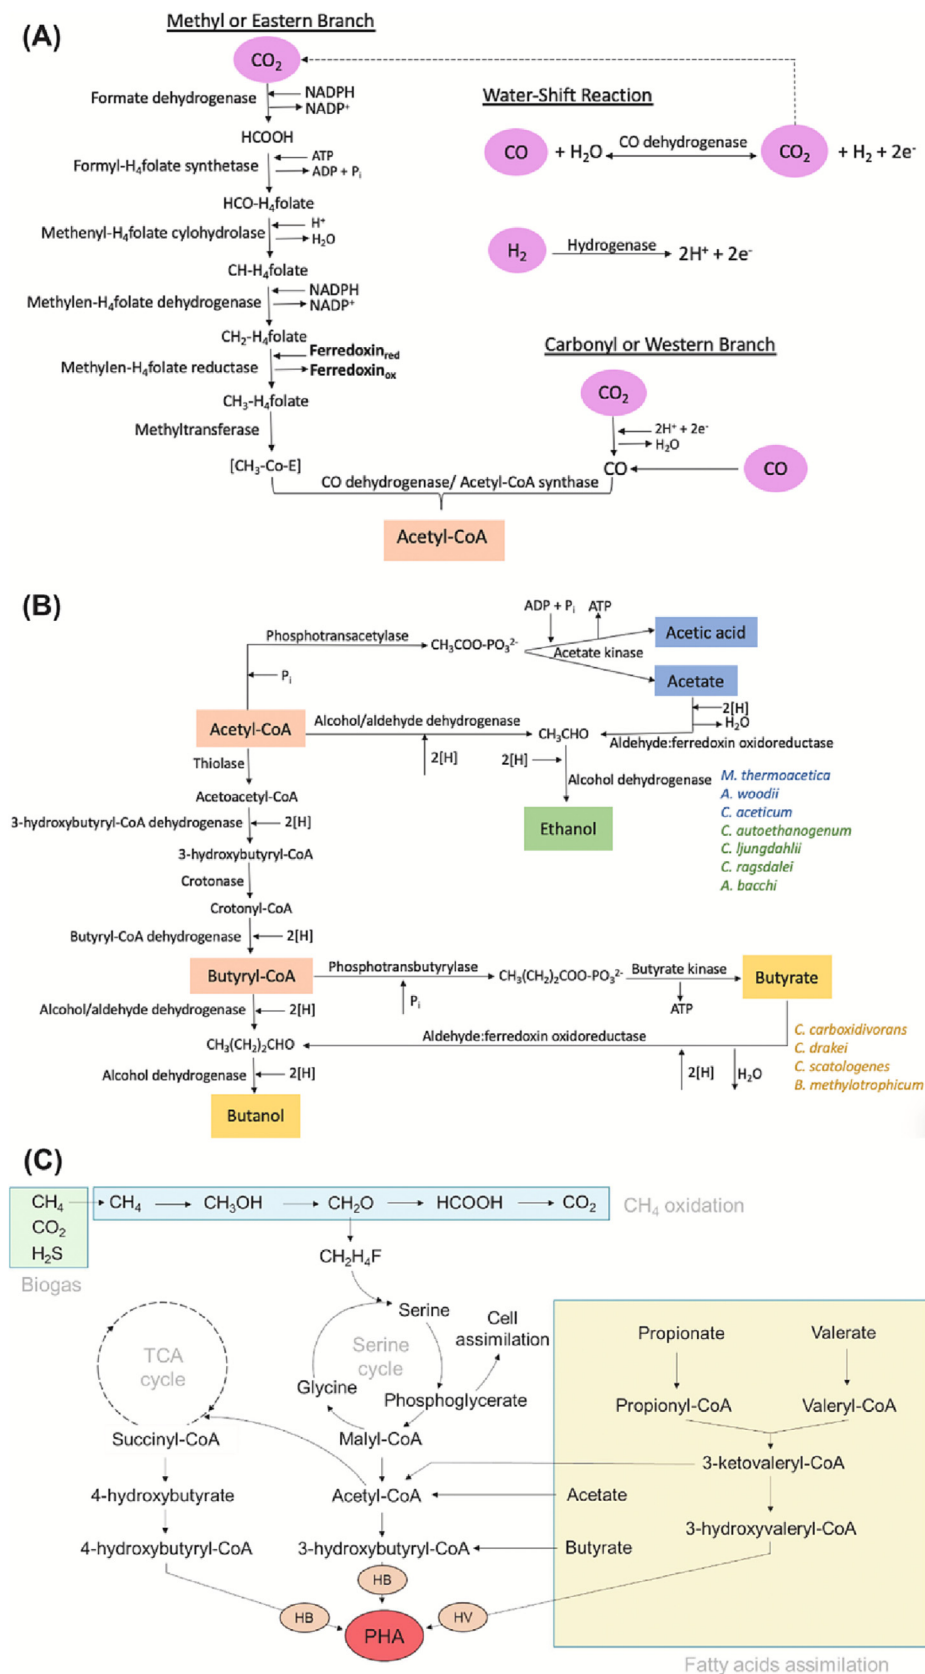 (A)
Methyl or Eastern Branch
CO₂
Formate dehydrogenase
NADPH
NADP⁺
HCOOH
Formyl-H₄folate synthetase
ATP
ADP + Pᵢ
HCO-H₄folate
Methenyl-H₄folate cylohydrolase
H⁺
H₂O
CH-H₄folate
Methylen-H₄folate dehydrogenase
NADPH
NADP⁺
CH₂-H₄folate
Methylen-H₄folate reductase
Ferredoxin_red
Ferredoxin_ox
CH₃-H₄folate
Methyltransferase
[CH₃-Co-E]
Water-Shift Reaction
CO + H₂O CO dehydrogenase CO₂ + H₂ + 2e⁻
H₂ Hydrogenase 2H⁺ + 2e⁻
Carbonyl or Western Branch
CO₂
2H⁺ + 2e⁻
H₂O
CO
CO
CO dehydrogenase/ Acetyl-CoA synthase
Acetyl-CoA
(B)
ADP + Pᵢ ATP
Phosphotransacetylase
CH₃COO-PO₃²⁻
Acetate kinase
Acetic acid
Acetate
Pᵢ
2[H]
H₂O
Acetyl-CoA
Alcohol/aldehyde dehydrogenase
2[H]
CH₃CHO
Aldehyde:ferredoxin oxidoreductase
2[H]
Alcohol dehydrogenase
Ethanol
M. thermoacetica
A. woodii
C. aceticum
C. autoethanogenum
C. ljungdahlii
C. ragsdalei
A. bacchi
Thiolase
Acetoacetyl-CoA
3-hydroxybutyryl-CoA dehydrogenase
2[H]
3-hydroxybutyryl-CoA
Crotonase
Crotonyl-CoA
Butyryl-CoA dehydrogenase
2[H]
Butyryl-CoA
Phosphotransbutyrylase
Pᵢ
CH₃(CH₂)₂COO-PO₃²⁻
Butyrate kinase
ATP
Butyrate
Alcohol/aldehyde dehydrogenase
2[H]
CH₃(CH₂)₂CHO
Aldehyde:ferredoxin oxidoreductase
2[H]
H₂O
Alcohol dehydrogenase
2[H]
Butanol
C. carboxidivorans
C. drakei
C. scatologenes
B. methylotrophicum
(C)
CH₄
CO₂
H₂S
Biogas
CH₄ CH₃OH CH₂O HCOOH CO₂
CH₄ oxidation
CH₂H₄F
Serine
Cell
assimilation
Serine
cycle
Glycine
Phosphoglycerate
Malyl-CoA
TCA
cycle
Succinyl-CoA
4-hydroxybutyrate
4-hydroxybutyryl-CoA
Acetyl-CoA
3-hydroxybutyryl-CoA
Propionate
Valerate
Propionyl-CoA
Valeryl-CoA
3-ketovaleryl-CoA
Acetate
3-hydroxyvaleryl-CoA
Butyrate
HB
HB
HV
PHA
Fatty acids assimilation